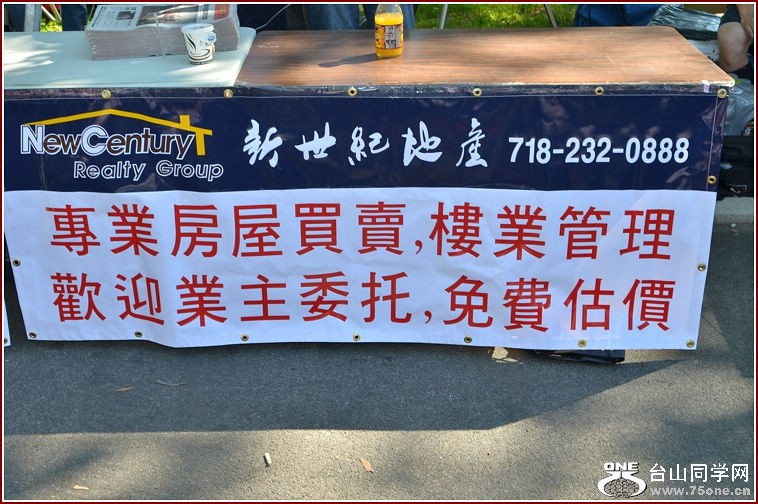 NewCentury
Realty Group
新世紀地產 718-232-0888
專業房屋買賣,樓業管理
歡迎業主委托,免費估價
ONE 台山同学网
www.75one.cn